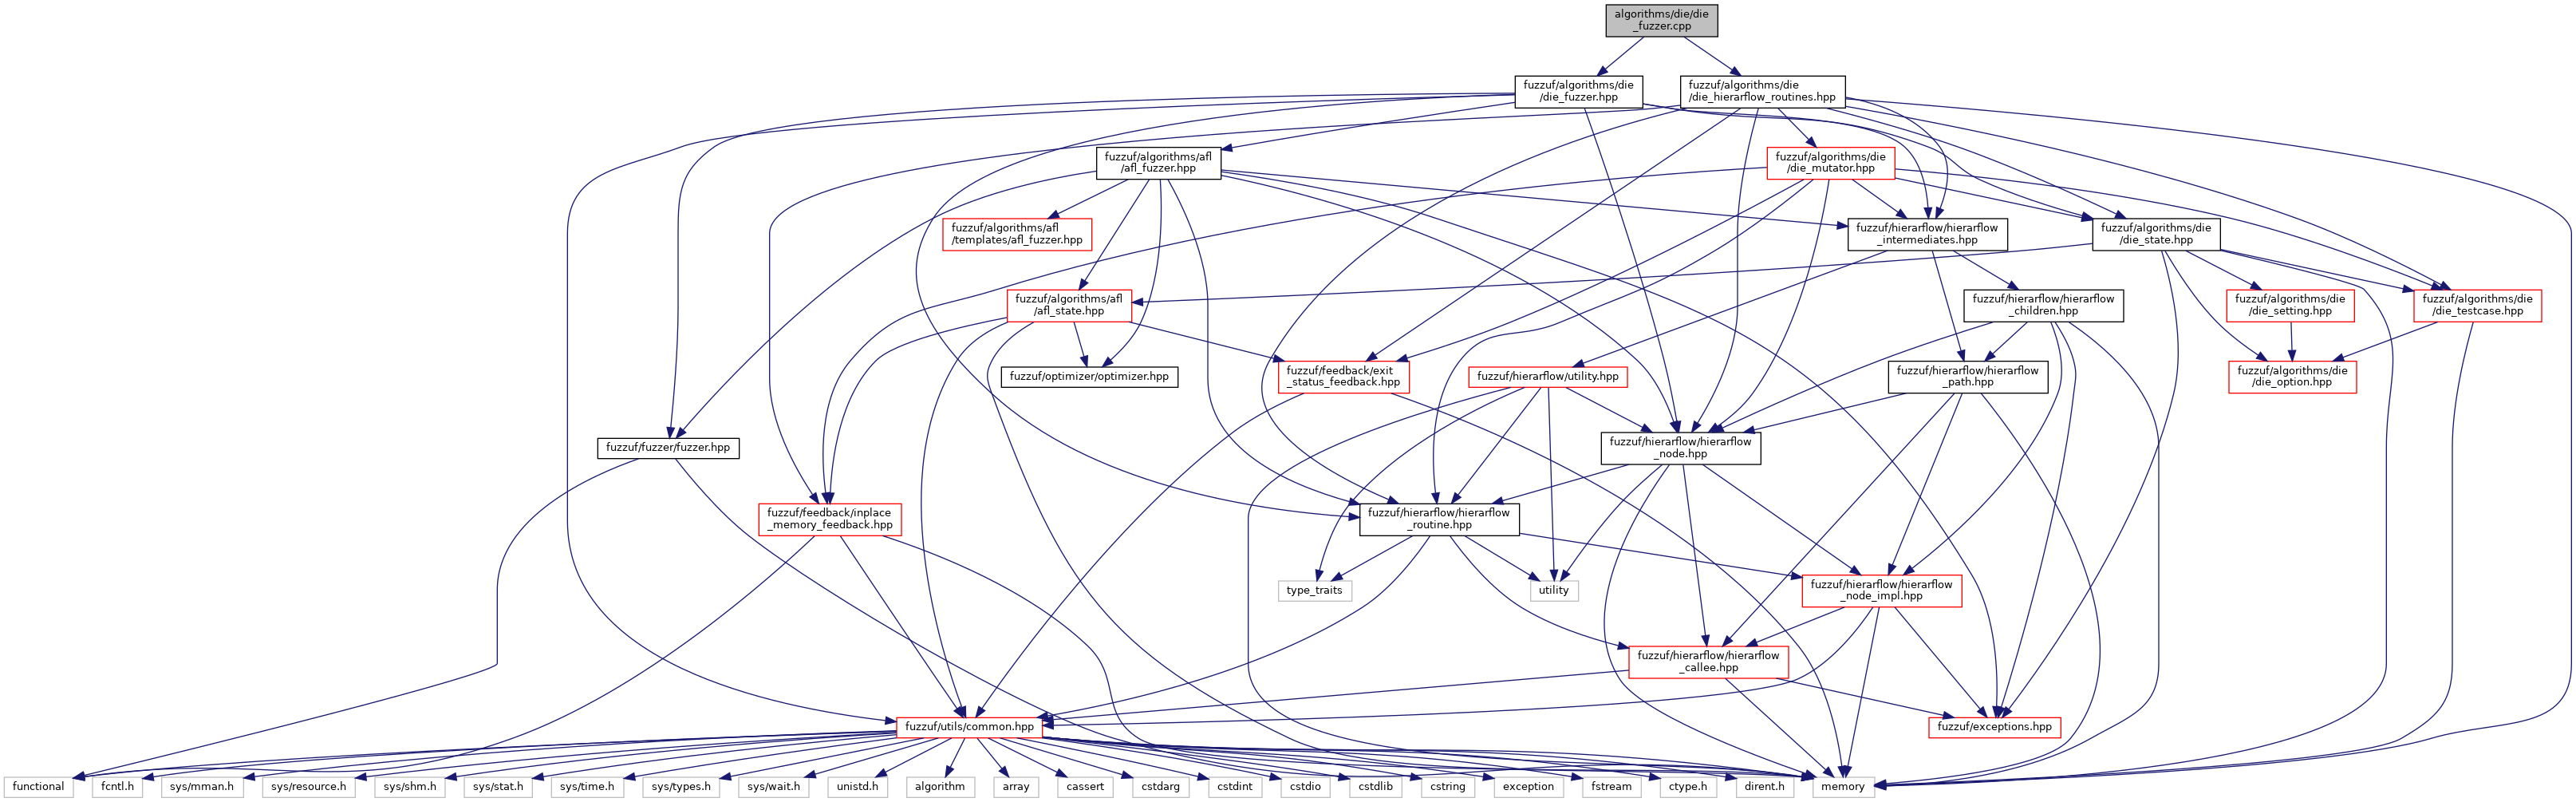 algorithms/die/die
_fuzzer.cpp
fuzzuf/algorithms/die
/die_fuzzer.hpp
fuzzuf/algorithms/die
/die_hierarflow_routines.hpp
fuzzuf/algorithms/afl
/afl_fuzzer.hpp
fuzzuf/algorithms/die
/die_mutator.hpp
fuzzuf/algorithms/afl
/templates/afl_fuzzer.hpp
fuzzuf/hierarflow/hierarflow
_intermediates.hpp
fuzzuf/algorithms/die
/die_state.hpp
fuzzuf/algorithms/afl
/afl_state.hpp
fuzzuf/hierarflow/hierarflow
_children.hpp
fuzzuf/algorithms/die
/die_setting.hpp
fuzzuf/algorithms/die
/die_testcase.hpp
fuzzuf/optimizer/optimizer.hpp
fuzzuf/feedback/exit
_status_feedback.hpp
fuzzuf/hierarflow/utility.hpp
fuzzuf/hierarflow/hierarflow
_path.hpp
fuzzuf/algorithms/die
/die_option.hpp
fuzzuf/fuzzer/fuzzer.hpp
fuzzuf/hierarflow/hierarflow
_node.hpp
fuzzuf/feedback/inplace
_memory_feedback.hpp
fuzzuf/hierarflow/hierarflow
_routine.hpp
type_traits
utility
fuzzuf/hierarflow/hierarflow
_node_impl.hpp
fuzzuf/hierarflow/hierarflow
_callee.hpp
fuzzuf/utils/common.hpp
fuzzuf/exceptions.hpp
functional
fcntl.h
sys/mman.h
sys/resource.h
sys/shm.h
sys/stat.h
sys/time.h
sys/types.h
sys/wait.h
unistd.h
algorithm
array
cassert
cstdarg
cstdint
cstdio
cstdlib
cstring
exception
fstream
ctype.h
dirent.h
memory